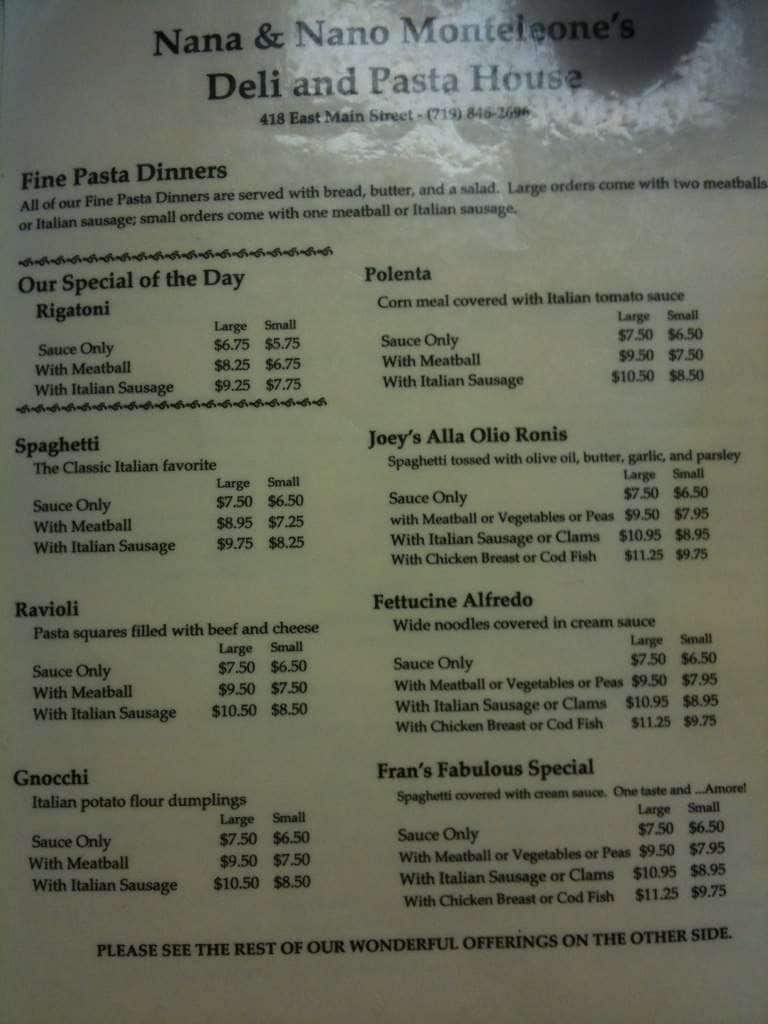 Nana & Nano Monteleone's
Deli and Pasta House
418 East Main Street - (719) 846-2696
Fine Pasta Dinners
All of our Fine Pasta Dinners are served with bread, butter, and a salad. Large orders come with two meatballs
or Italian sausage; small orders come with one meatball or Italian sausage.
Our Special of the Day
Rigatoni
Large Small
Sauce Only $6.75 $5.75
With Meatball $8.25 $6.75
With Italian Sausage $9.25 $7.75
Spaghetti
The Classic Italian favorite
Large Small
Sauce Only $7.50 $6.50
With Meatball $8.95 $7.25
With Italian Sausage $9.75 $8.25
Ravioli
Pasta squares filled with beef and cheese
Large Small
Sauce Only $7.50 $6.50
With Meatball $9.50 $7.50
With Italian Sausage $10.50 $8.50
Gnocchi
Italian potato flour dumplings
Large Small
Sauce Only $7.50 $6.50
With Meatball $9.50 $7.50
With Italian Sausage $10.50 $8.50
Polenta
Corn meal covered with Italian tomato sauce
Large Small
Sauce Only $7.50 $6.50
With Meatball $9.50 $7.50
With Italian Sausage $10.50 $8.50
Joey's Alla Olio Ronis
Spaghetti tossed with olive oil, butter, garlic, and parsley
Large Small
Sauce Only $7.50 $6.50
with Meatball or Vegetables or Peas $9.50 $7.95
With Italian Sausage or Clams $10.95 $8.95
With Chicken Breast or Cod Fish $11.25 $9.75
Fettucine Alfredo
Wide noodles covered in cream sauce
Large Small
Sauce Only $7.50 $6.50
With Meatball or Vegetables or Peas $9.50 $7.95
With Italian Sausage or Clams $10.95 $8.95
With Chicken Breast or Cod Fish $11.25 $9.75
Fran's Fabulous Special
Spaghetti covered with cream sauce. One taste and ...Amore!
Large Small
Sauce Only $7.50 $6.50
With Meatball or Vegetables or Peas $9.50 $7.95
With Italian Sausage or Clams $10.95 $8.95
With Chicken Breast or Cod Fish $11.25 $9.75
PLEASE SEE THE REST OF OUR WONDERFUL OFFERINGS ON THE OTHER SIDE.